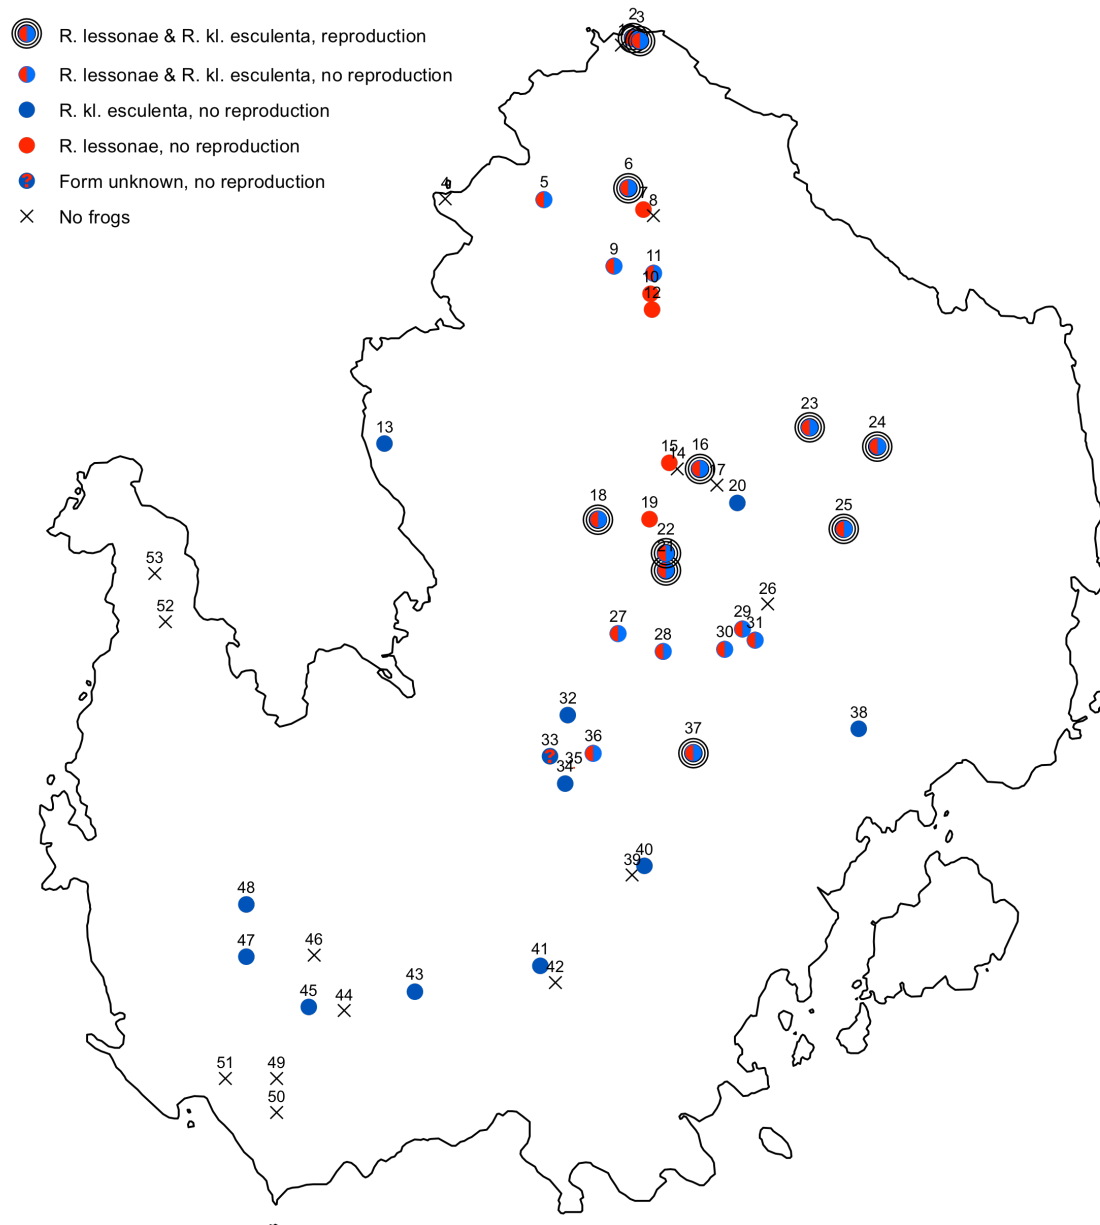 R. lessonae & R. kl. esculenta, reproduction
R. lessonae & R. kl. esculenta, no reproduction
R. kl. esculenta, no reproduction
R. lessonae, no reproduction
? Form unknown, no reproduction
No frogs
1 2 3
4 5 6 7 8
9 11
10
12
13
23
24
15 14 16 17
20
18 19 25
22
21
53
26
52
27 28 30 29 31
32
38
33 ? 35 36 37
34
39 40
48
47 46 41 42
45 44 43
51 49
50